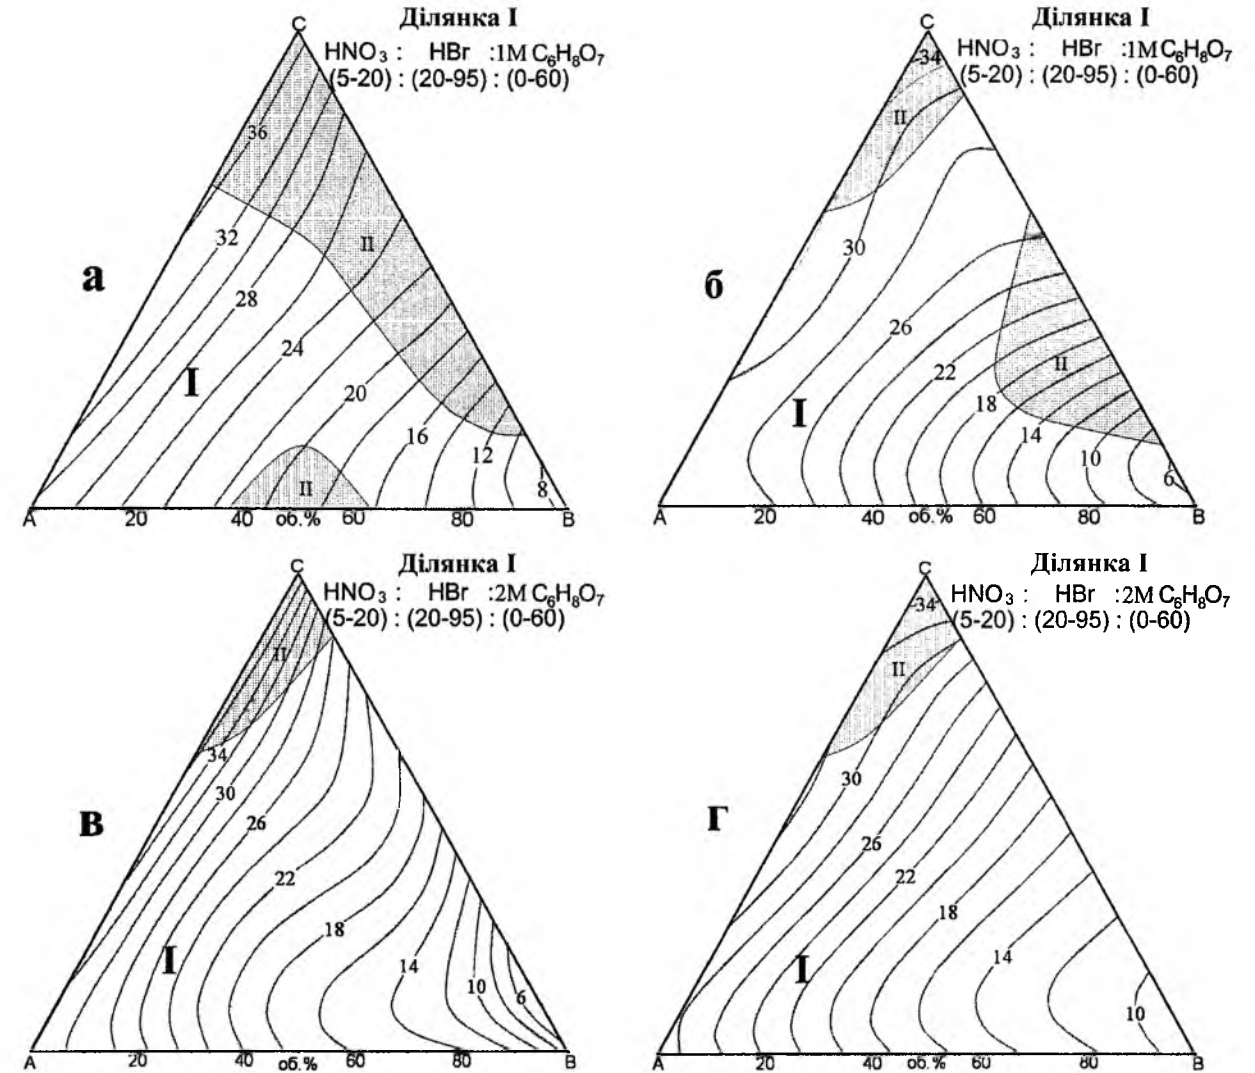 Ділянка I
C
HNO₃ : HBr :1M C₆H₈O₇
(5-20) : (20-95) : (0-60)
36
32
II
а
28
24
I
20
16
12
II
8
A 20 40 об.% 60 80 B
Ділянка I
C
HNO₃ : HBr :1M C₆H₈O₇
(5-20) : (20-95) : (0-60)
34
II
30
б
26
II
22
18
I
14
10
6
A 20 40 об.% 60 80 B
Ділянка I
C
HNO₃ : HBr :2M C₆H₈O₇
(5-20) : (20-95) : (0-60)
II
34
30
в
26
22
18
I
14
10
6
A 20 40 об.% 60 80 B
Ділянка I
C
HNO₃ : HBr :2M C₆H₈O₇
(5-20) : (20-95) : (0-60)
34
II
30
г
26
22
18
I
14
10
A 20 40 об.% 60 80 B